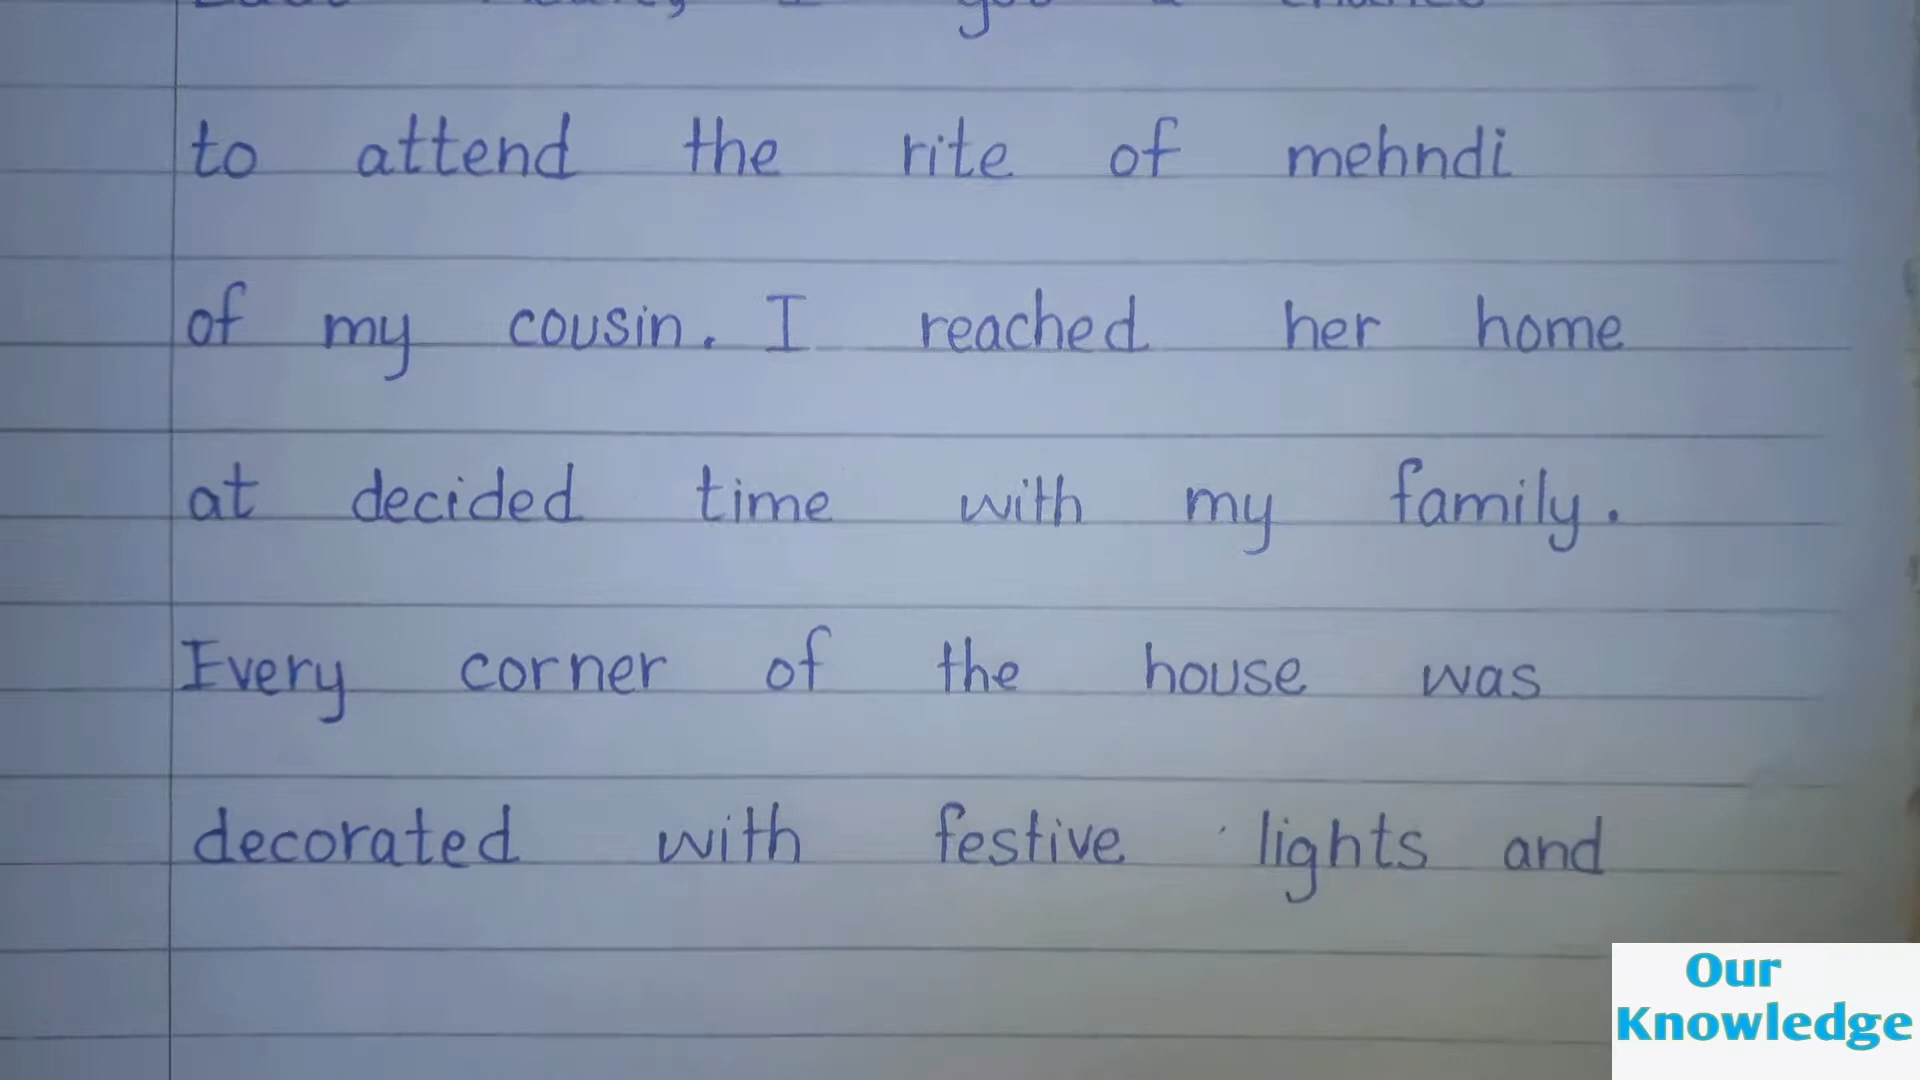 to attend the rite of mehndi
of my cousin. I reached her home
at decided time with my family.
Every corner of the house was
decorated with festive lights and
Our
Knowledge